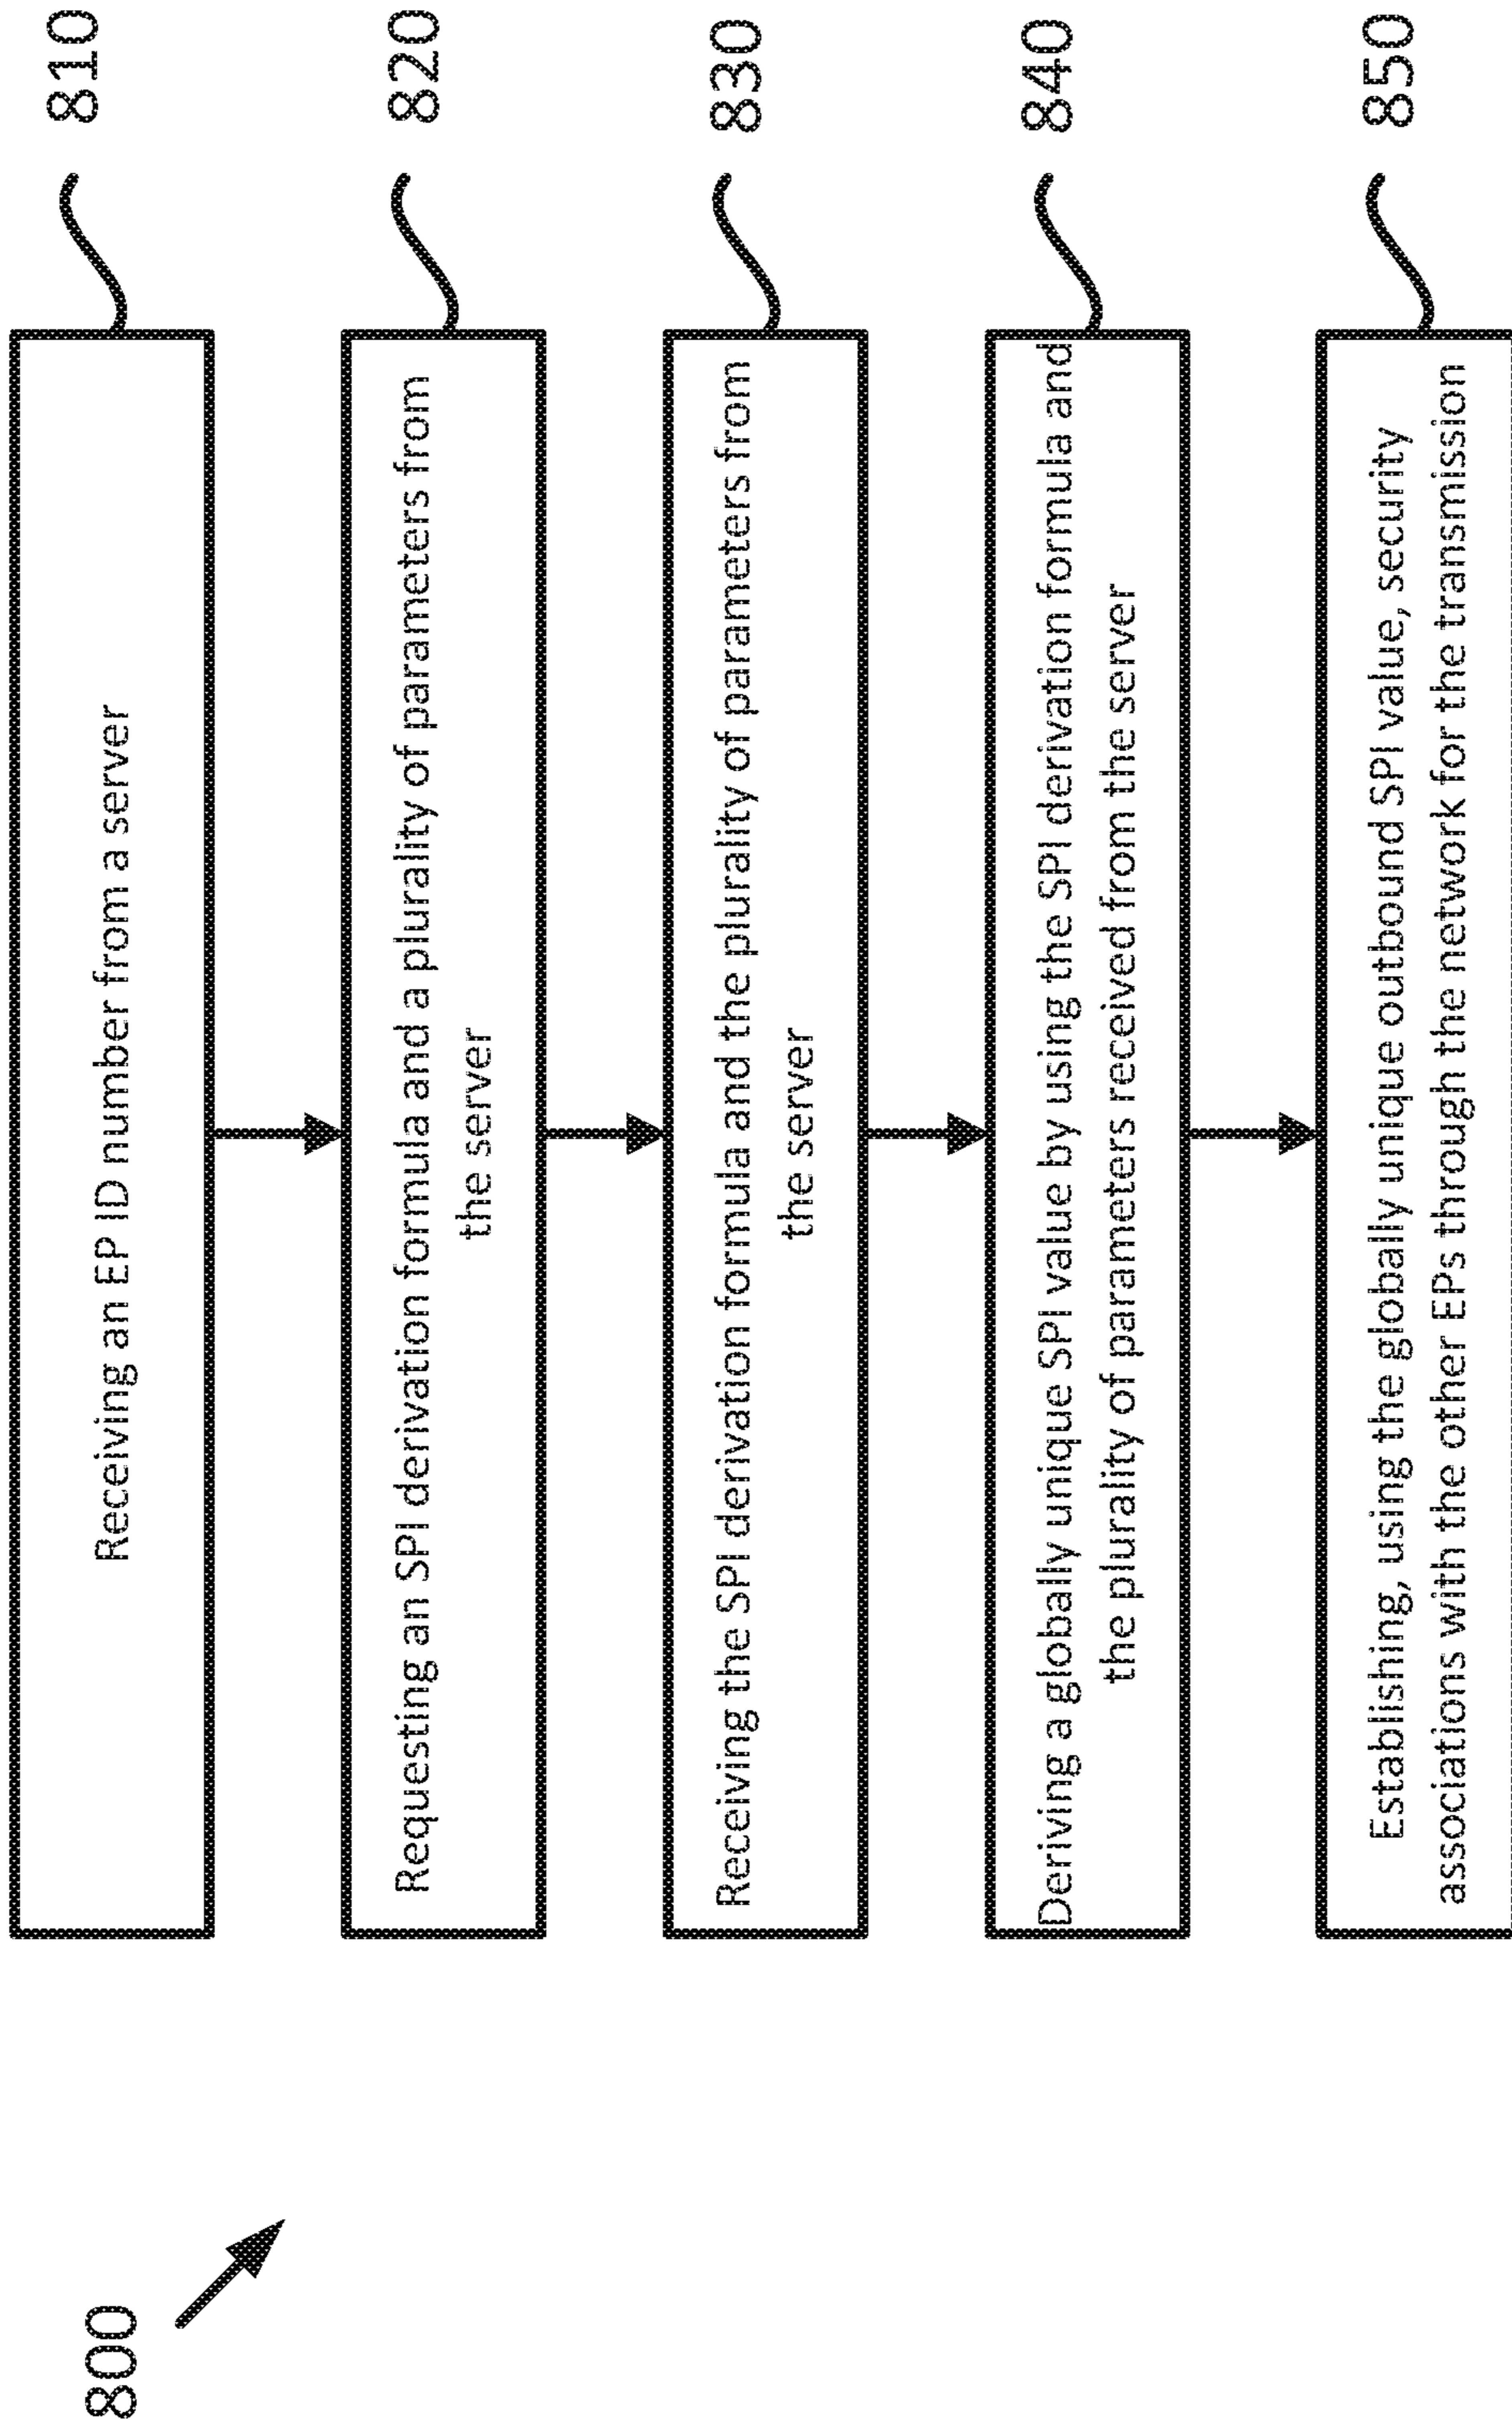 800
Receiving an EP ID number from a server
810
Requesting an SPI derivation formula and a plurality of parameters from
the server
820
Receiving the SPI derivation formula and the plurality of parameters from
the server
830
Deriving a globally unique SPI value by using the SPI derivation formula and
the plurality of parameters received from the server
840
Establishing, using the globally unique outbound SPI value, security
associations with the other EPs through the network for the transmission
850